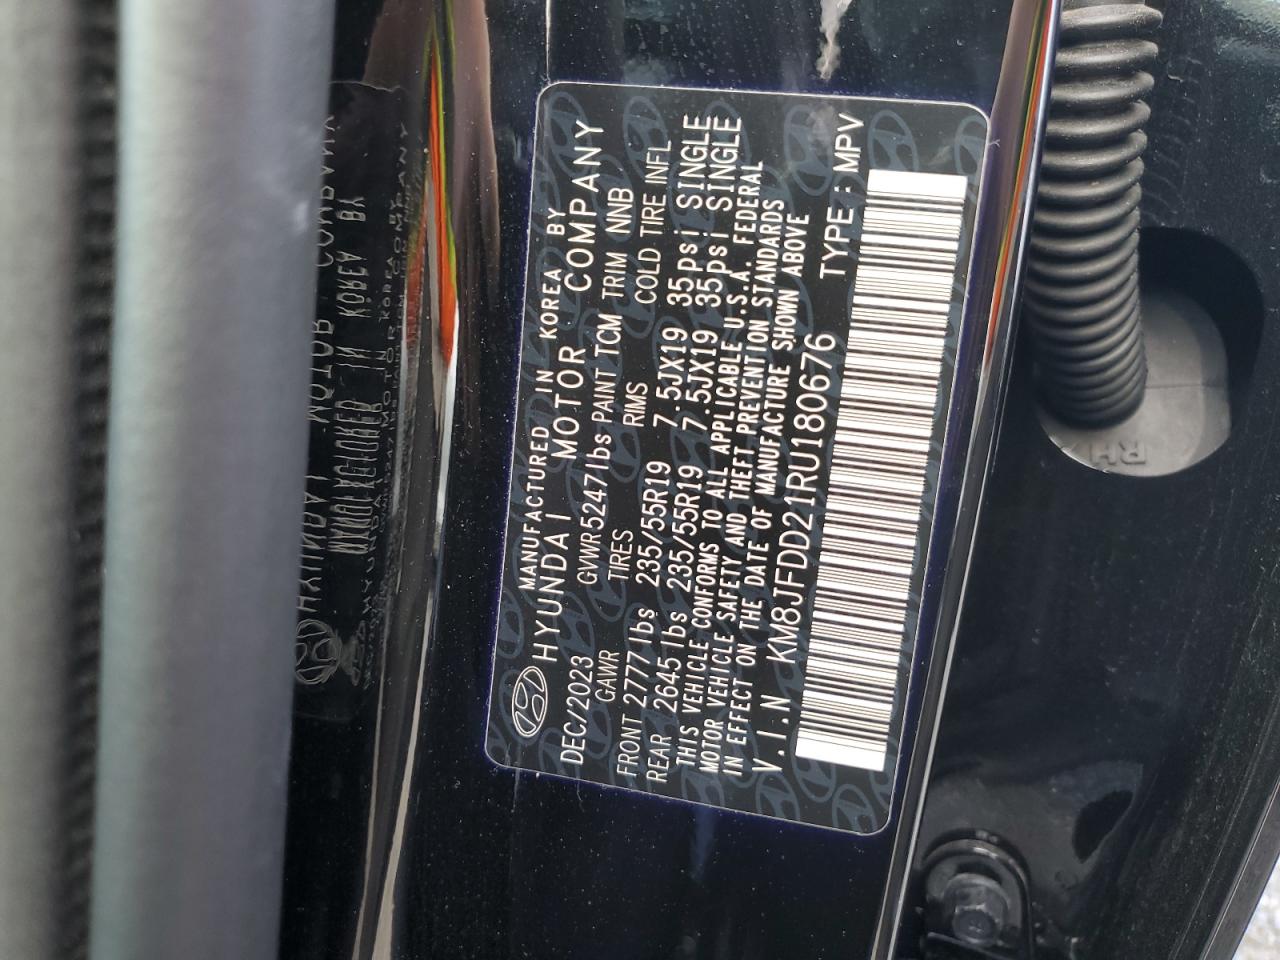 MANUFACTURED IN KOREA BY
HYUNDAI MOTOR COMPANY
DEC/2023 GVWR5247lbs PAINT TCM TRIM NNB
GAWR TIRES RIMS COLD TIRE INFL
FRONT 2777lbs 235/55R19 7.5JX19 35psi SINGLE
REAR 2645lbs 235/55R19 7.5JX19 35psi SINGLE
THIS VEHICLE CONFORMS TO ALL APPLICABLE U.S.A. FEDERAL
MOTOR VEHICLE SAFETY AND THEFT PREVENTION STANDARDS
IN EFFECT ON THE DATE OF MANUFACTURE SHOWN ABOVE
V.I.N KM8JFDD21RU180676 TYPE : MPV
RH